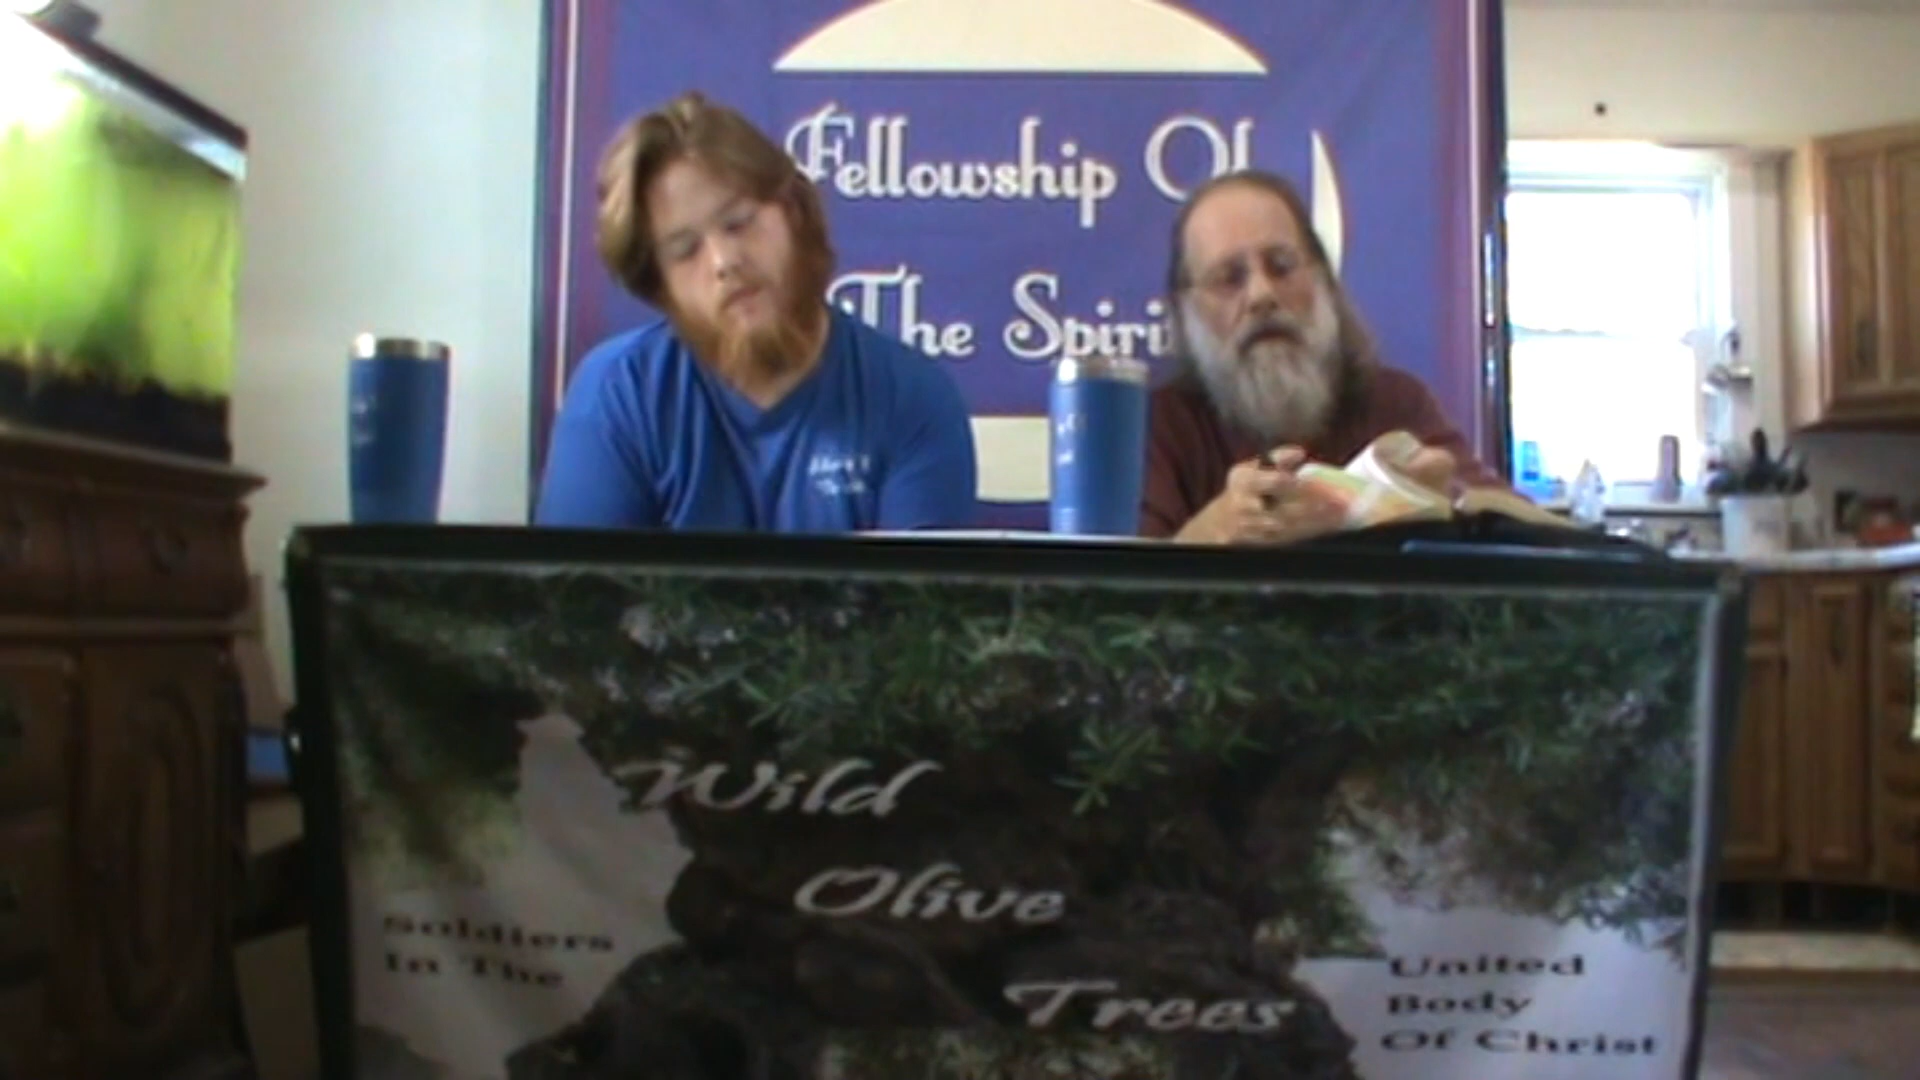 Fellowship Of
The Spirit
Wild
Olive
Trees
Soldiers
In The
United
Body
Of Christ